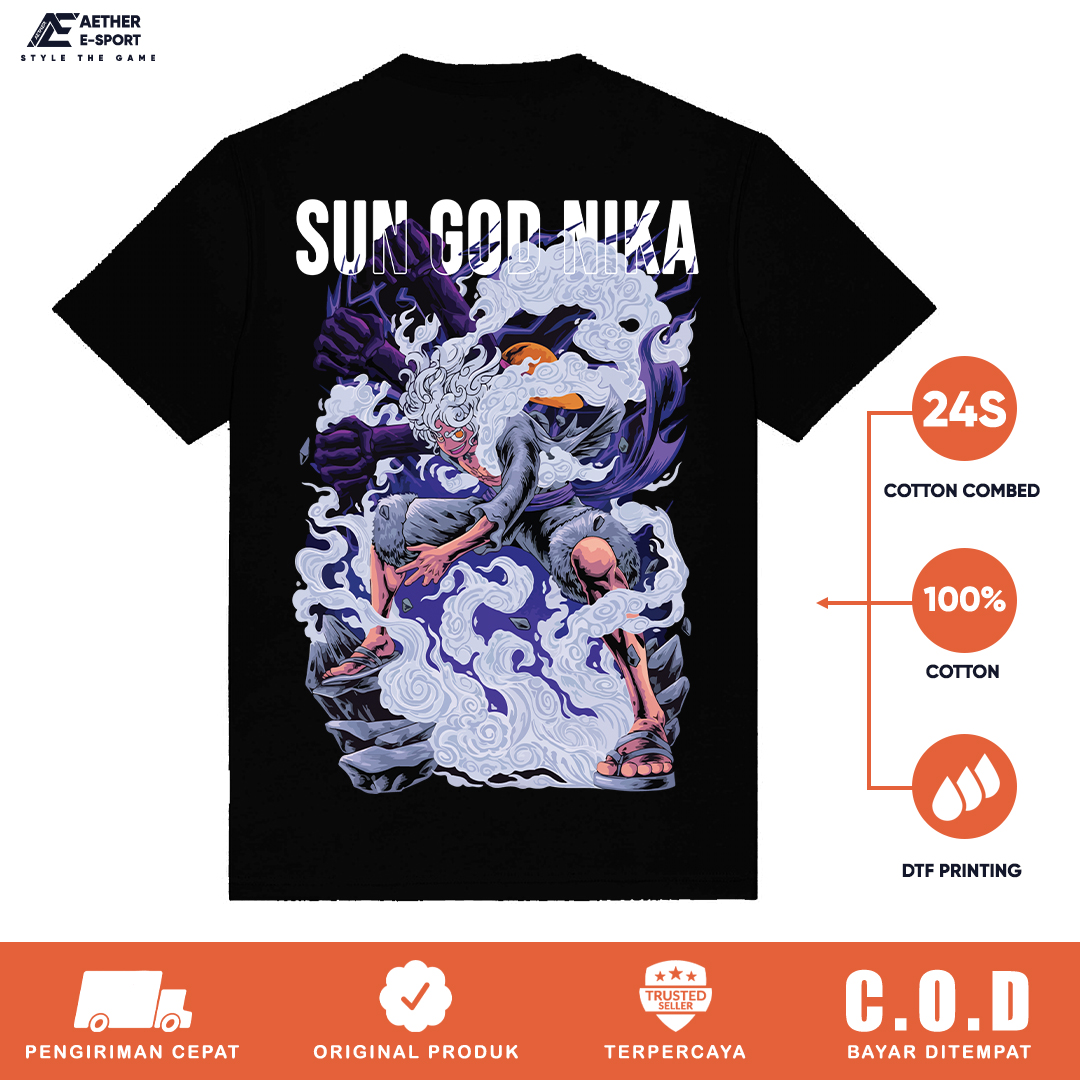 AETHER
E-SPORT
STYLE THE GAME
SUN GOD NIKA
24S
COTTON COMBED
100%
COTTON
DTF PRINTING
PENGIRIMAN CEPAT
ORIGINAL PRODUK
TRUSTED
SELLER
TERPERCAYA
C.O.D
BAYAR DITEMPAT